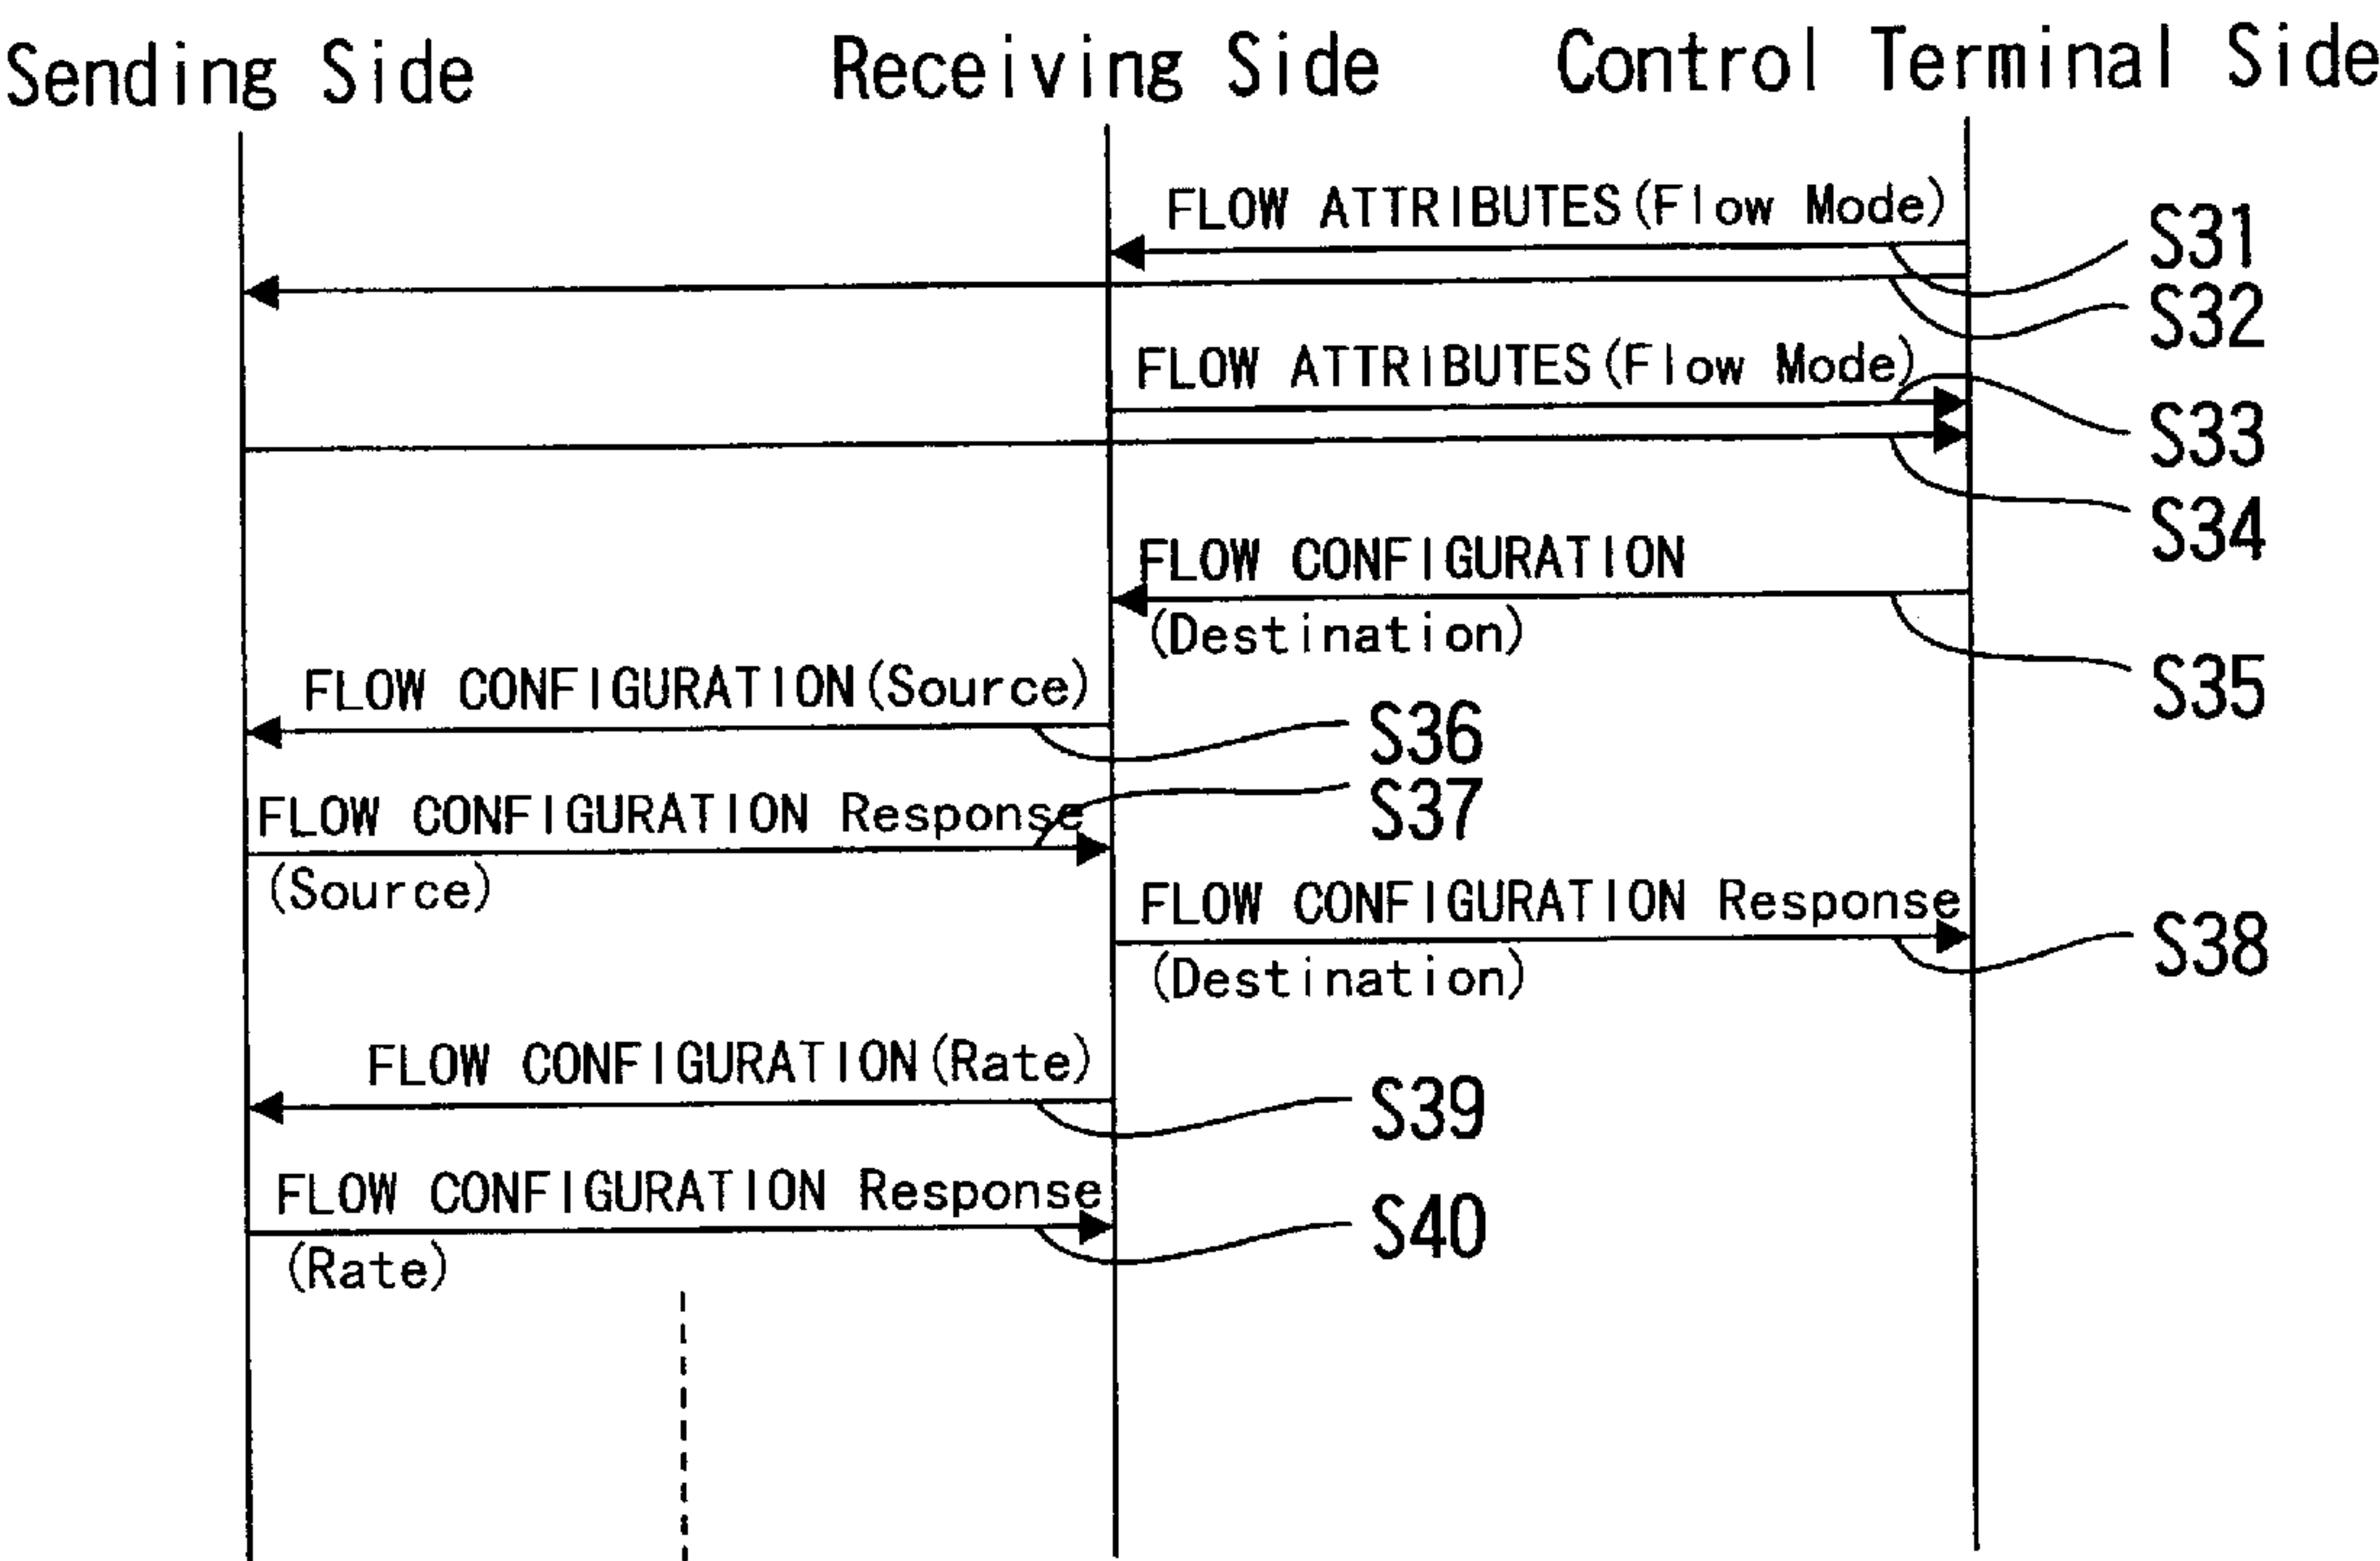 Sending Side
Receiving Side
Control Terminal Side
FLOW ATTRIBUTES(Flow Mode)
S31
S32
FLOW ATTRIBUTES(Flow Mode)
S33
S34
FLOW CONFIGURATION
(Destination)
S35
FLOW CONFIGURATION(Source)
S36
S37
FLOW CONFIGURATION Response
(Source)
FLOW CONFIGURATION Response
(Destination)
S38
FLOW CONFIGURATION(Rate)
S39
FLOW CONFIGURATION Response
(Rate)
S40